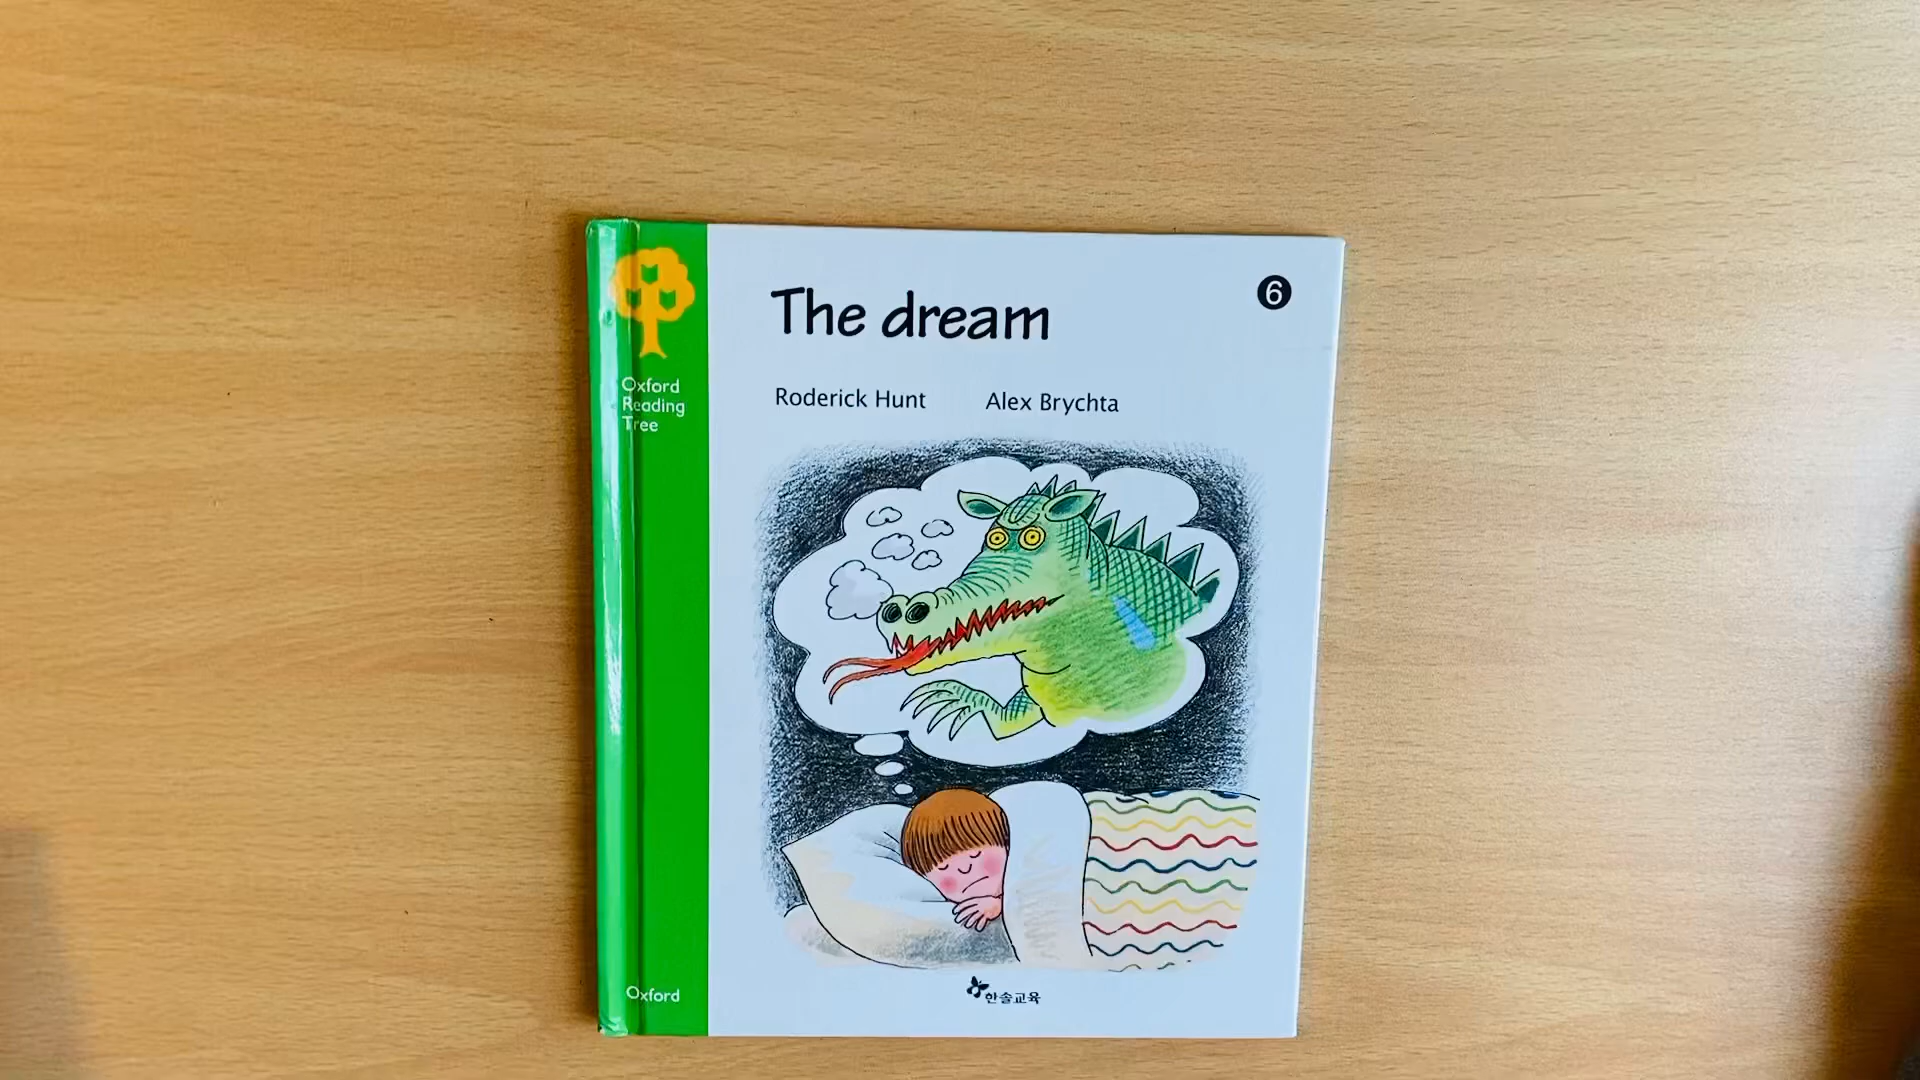 The dream
6
Roderick Hunt Alex Brychta
Oxford
Reading
Tree
Oxford
한솔교육